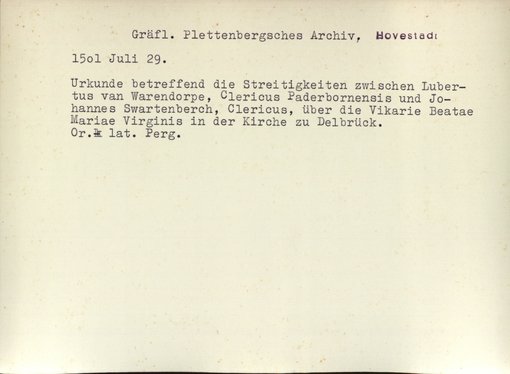 Gräfl. Plettenbergsches Archiv, Hovestadt
15ol Juli 29.
Urkunde betreffend die Streitigkeiten zwischen Luber-
tus van Warendorpe, Clericus Paderbornensis und Jo-
hannes Swartenberch, Clericus, über die Vikarie Beatae
Mariae Virginis in der Kirche zu Delbrück.
Or. lat. Perg.